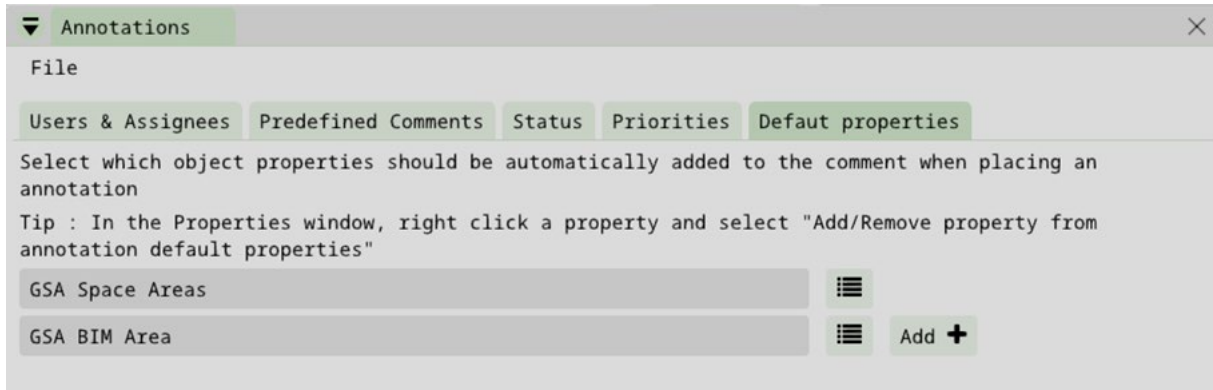 Annotations
File
Users & Assignees Predefined Comments Status Priorities Defaut properties
Select which object properties should be automatically added to the comment when placing an
annotation
Tip : In the Properties window, right click a property and select "Add/Remove property from
annotation default properties"
GSA Space Areas
GSA BIM Area Add